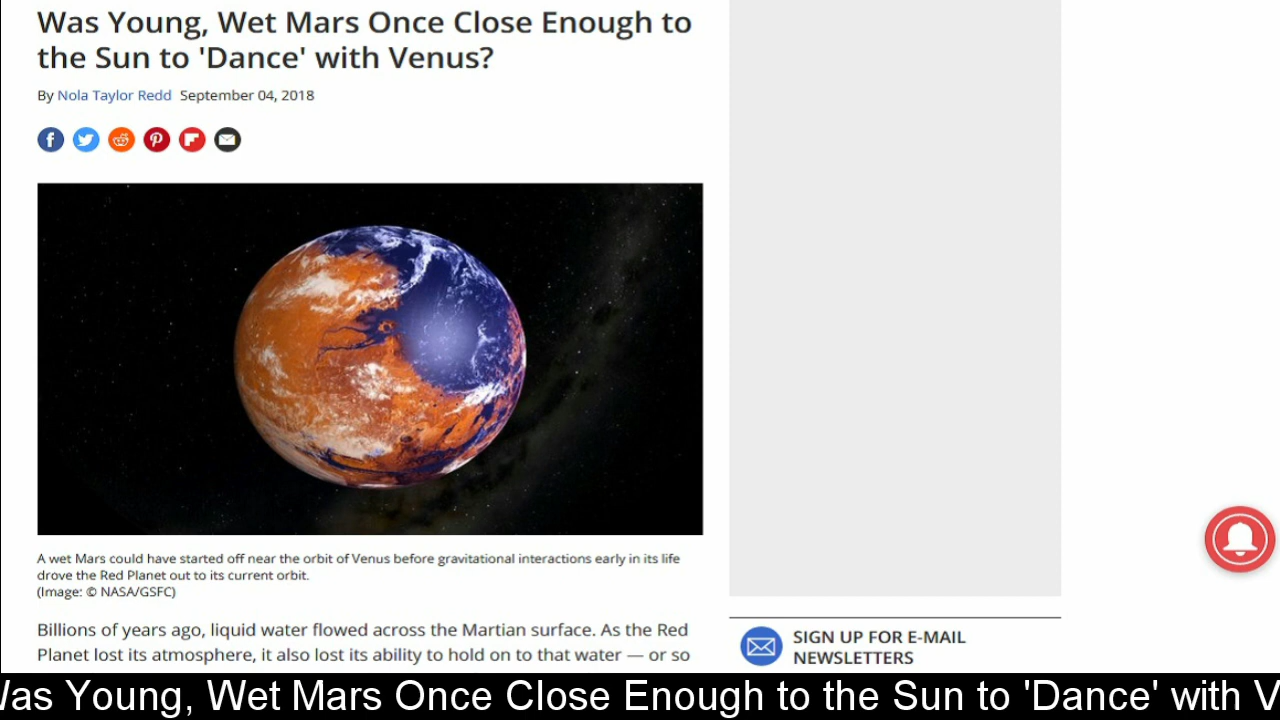 Was Young, Wet Mars Once Close Enough to
the Sun to 'Dance' with Venus?
By Nola Taylor Redd September 04, 2018
A wet Mars could have started off near the orbit of Venus before gravitational interactions early in its life
drove the Red Planet out to its current orbit.
(Image: © NASA/GSFC)
Billions of years ago, liquid water flowed across the Martian surface. As the Red
Planet lost its atmosphere, it also lost its ability to hold on to that water — or so
SIGN UP FOR E-MAIL
NEWSLETTERS
Was Young, Wet Mars Once Close Enough to the Sun to 'Dance' with V